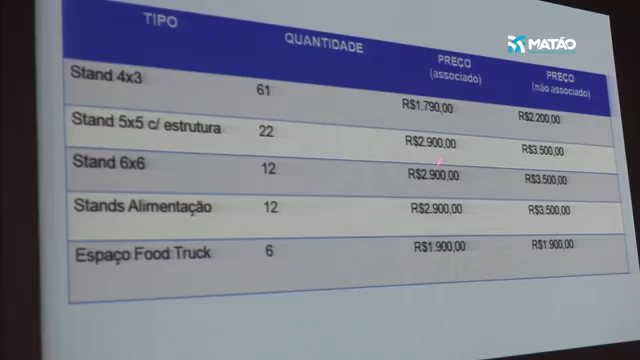 MATÃO
TIPO QUANTIDADE PREÇO (associado) PREÇO (não associado)
Stand 4x3 61 R$1.790,00 R$2.200,00
Stand 5x5 c/ estrutura 22 R$2.900,00 R$3.500,00
Stand 6x6 12 R$2.900,00 R$3.500,00
Stands Alimentação 12 R$2.900,00 R$3.500,00
Espaço Food Truck 6 R$1.900,00 R$1.900,00